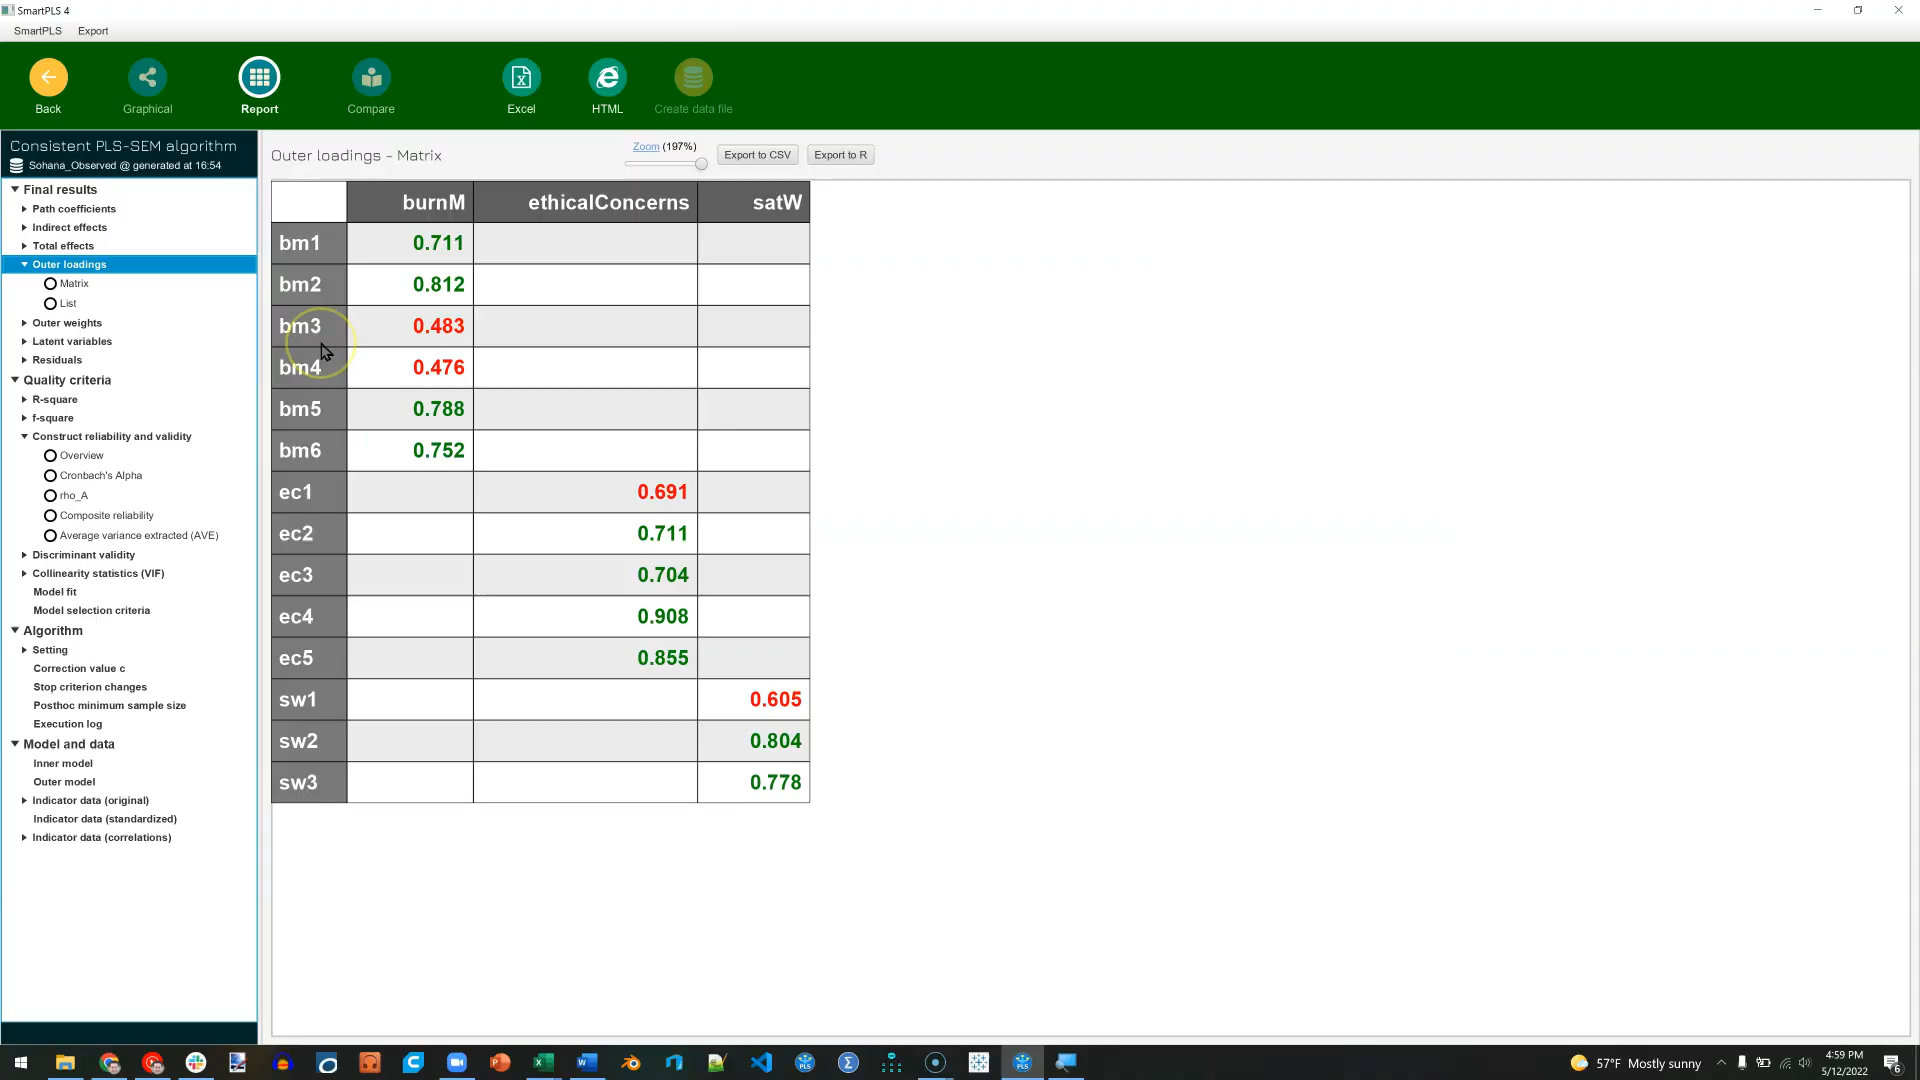 SmartPLS 4
SmartPLS Export
Back
Graphical
Report
Compare
Excel
HTML
Create data file
Consistent PLS-SEM algorithm
Sohana_Observed @ generated at 16:54
Final results
Path coefficients
Indirect effects
Total effects
Outer loadings
Matrix
List
Outer weights
Latent variables
Residuals
Quality criteria
R-square
f-square
Construct reliability and validity
Overview
Cronbach's Alpha
rho_A
Composite reliability
Average variance extracted (AVE)
Discriminant validity
Collinearity statistics (VIF)
Model fit
Model selection criteria
Algorithm
Setting
Correction value c
Stop criterion changes
Posthoc minimum sample size
Execution log
Model and data
Inner model
Outer model
Indicator data (original)
Indicator data (standardized)
Indicator data (correlations)
Outer loadings - Matrix
Zoom (197%)
Export to CSV
Export to R
burnM ethicalConcerns satW
bm1 0.711
bm2 0.812
bm3 0.483
bm4 0.476
bm5 0.788
bm6 0.752
ec1 0.691
ec2 0.711
ec3 0.704
ec4 0.908
ec5 0.855
sw1 0.605
sw2 0.804
sw3 0.778
57°F Mostly sunny
4:59 PM
5/12/2022
6